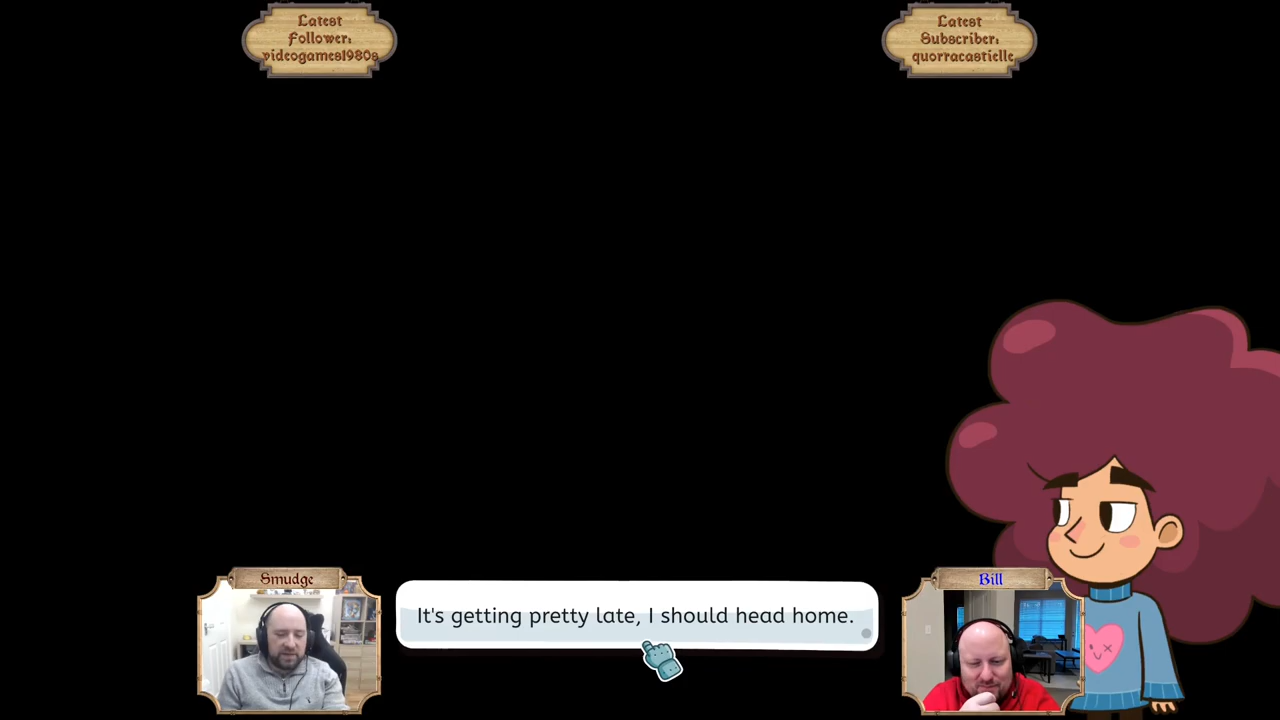 Latest
Follower:
videogames1980s
Latest
Subscriber:
quorracastielle
Smudge
It's getting pretty late, I should head home.
Bill